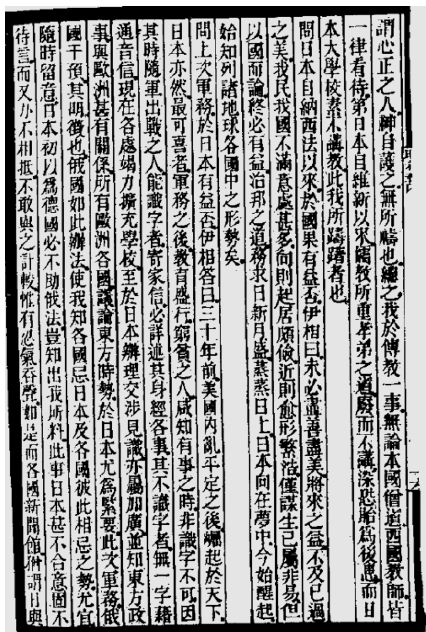 謂心正之人神自護之無所禱也總之我於傳教一事無論本國僧道西國教師皆
一律看待第日本自維新以來儒教所重孝弟之道廢而不講深恐貽爲後患而日
本大學校素不講教此我所躊躇者也
問日本自納西法以來於國果有益否伊相曰未必盡善盡美將來之益不及已過
之美我民我國不滿意處甚多向則起居頗儉近則愈形繁浩僅謀生已屬非易但
以國而論終必有益治邦之道務求日新月盛蒸蒸日上日本向在夢中今始醒起
始知列諸地球各國中之形勢矣
問上次軍務於日本有益否伊相答曰三十年前美國內亂平定之後崛起於天下
日本亦然最可喜者軍務之後教育盛行窮賓之人咸知有事之時非識字不可因
其時隨軍出戰之人能識字者寄家信必詳述其身經各事其不識字者無一字藉
通音信現在各處竭力擴充學校至於日本辦理交涉見識亦屬加廣並知東方政
事與歐洲甚有關係所有歐洲各國議論東方時勢於日本尤爲緊要此次軍務俄
國干預其明徵也俄國如此辦法使我知各國忌日本及各國彼此相忌之勢尤宜
隨時留意日本初以爲德國必不助俄法豈知出我所料此事日本甚不合意固不
待言而又力不相抵不敢與之計較惟有忍氣吞聲如是而各國新聞館猶謂日與